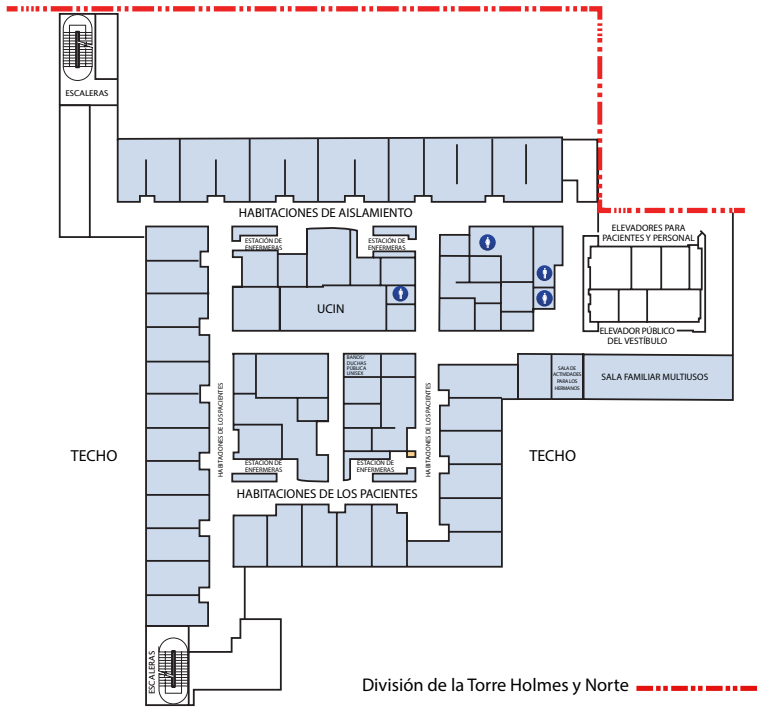 ESCALERAS
HABITACIONES DE AISLAMIENTO
ESTACIÓN DE
ENFERMERAS
ESTACIÓN DE
ENFERMERAS
ELEVADORES PARA
PACIENTES Y PERSONAL
UCIN
ELEVADOR PÚBLICO
DEL VESTÍBULO
BAÑOS/
DUCHAS
PÚBLICA
UNISEX
SALA DE
ACTIVIDADES
PARA LOS
HERMANOS
SALA FAMILIAR MULTIUSOS
HABITACIONES DE LOS PACIENTES
HABITACIONES DE LOS PACIENTES
TECHO
TECHO
ESTACIÓN DE
ENFERMERAS
ESTACIÓN DE
ENFERMERAS
HABITACIONES DE LOS PACIENTES
ESCALERAS
División de la Torre Holmes y Norte